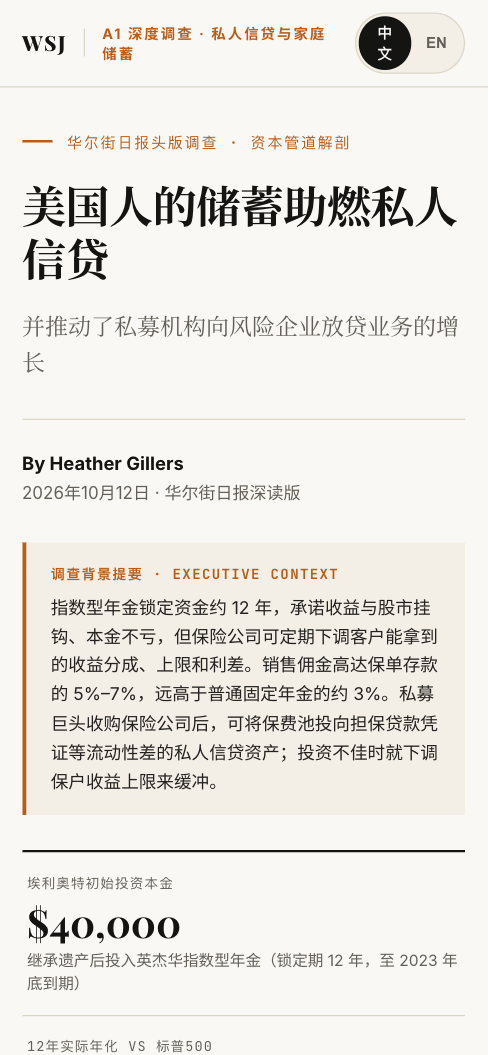 WSJ
A1 深度调查 · 私人信贷与家庭
储蓄
中
文
EN
华尔街日报头版调查 · 资本管道解剖
美国人的储蓄助燃私人
信贷
并推动了私募机构向风险企业放贷业务的增
长
By Heather Gillers
2026年10月12日 · 华尔街日报深读版
调查背景提要 · EXECUTIVE CONTEXT
指数型年金锁定资金约 12 年，承诺收益与股市挂
钩、本金不亏，但保险公司可定期下调客户能拿到
的收益分成、上限和利差。销售佣金高达保单存款
的 5%–7%，远高于普通固定年金的约 3%。私募
巨头收购保险公司后，可将保费池投向担保贷款凭
证等流动性差的私人信贷资产；投资不佳时就下调
保户收益上限来缓冲。
埃利奥特初始投资本金
$40,000
继承遗产后投入英杰华指数型年金（锁定期 12 年，至 2023 年
底到期）
12年实际年化 VS 标普500